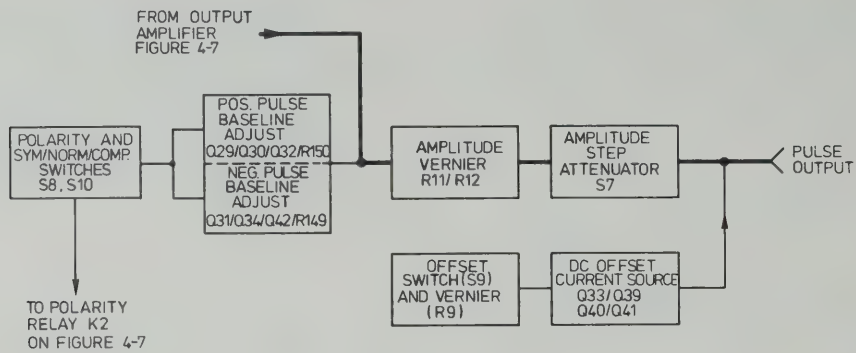 FROM OUTPUT
AMPLIFIER
FIGURE 4-7
POLARITY AND
SYM/NORM/COMP.
SWITCHES
S8, S10
POS. PULSE
BASELINE
ADJUST
Q29/Q30/Q32/R150
NEG. PULSE
BASELINE
ADJUST
Q31/Q34/Q42/R149
AMPLITUDE
VERNIER
R11/R12
AMPLITUDE
STEP
ATTENUATOR
S7
PULSE
OUTPUT
OFFSET
SWITCH(S9)
AND VERNIER
(R9)
DC OFFSET
CURRENT SOURCE
Q33/Q39
Q40/Q41
TO POLARITY
RELAY K2
ON FIGURE 4-7